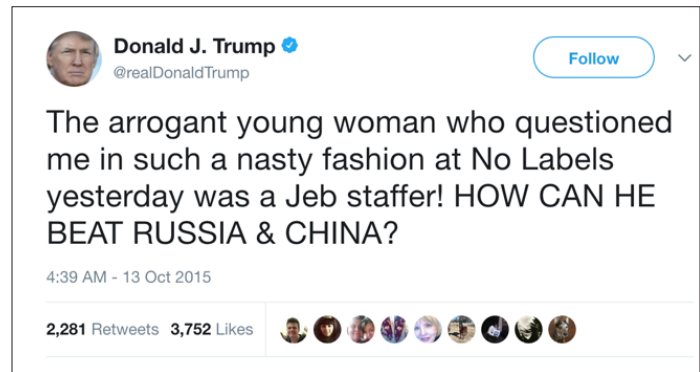 Donald J. Trump
Follow
@realDonaldTrump
The arrogant young woman who questioned
me in such a nasty fashion at No Labels
yesterday was a Jeb staffer! HOW CAN HE
BEAT RUSSIA & CHINA?
4:39 AM - 13 Oct 2015
2,281 Retweets 3,752 Likes